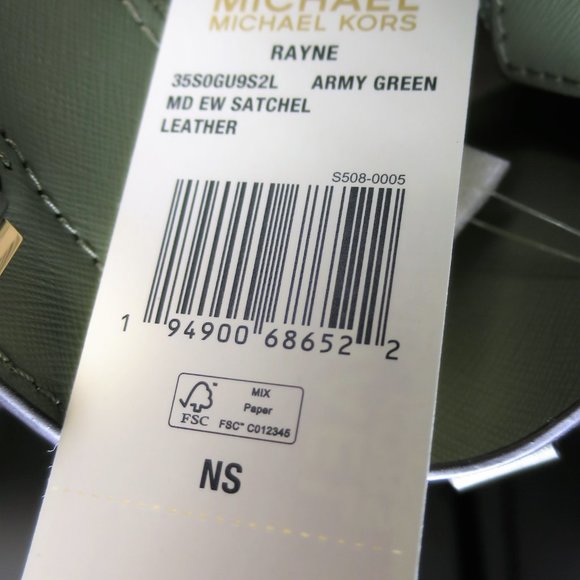 MICHAEL
MICHAEL KORS
RAYNE
35S0GU9S2L ARMY GREEN
MD EW SATCHEL
LEATHER
S508-0005
1 94900 68652 2
FSC
MIX
Paper
FSC™ C012345
NS